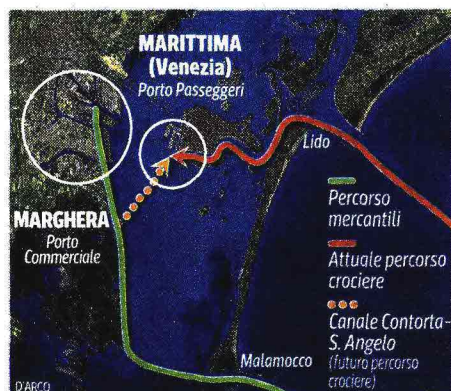 MARITTIMA
(Venezia)
Porto Passeggeri
Lido
MARGHERA
Porto
Commerciale
Percorso
mercantili
Attuale percorso
crociere
Canale Contorta-
S. Angelo
(futuro percorso
crociere)
Malamocco
D'ARCO